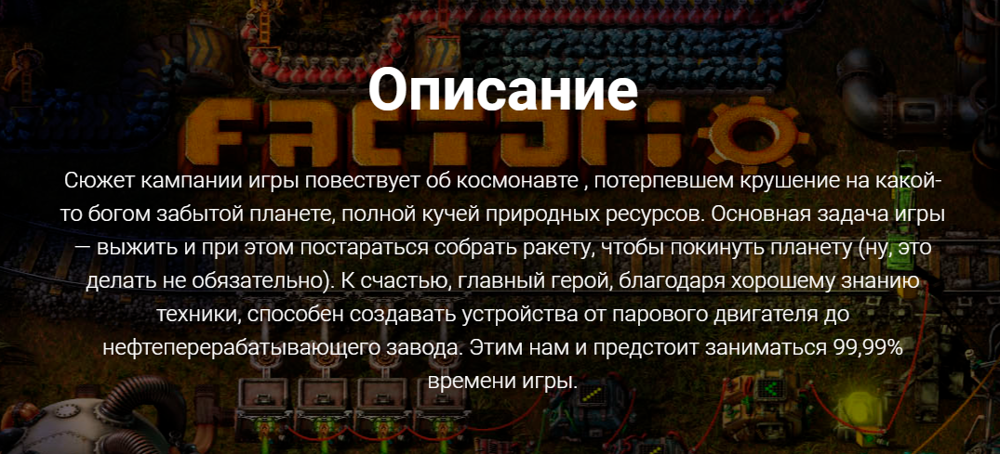 Описание
FACTORIO
Сюжет кампании игры повествует об космонавте , потерпевшем крушение на какой-
то богом забытой планете, полной кучей природных ресурсов. Основная задача игры
— выжить и при этом постараться собрать ракету, чтобы покинуть планету (ну, это
делать не обязательно). К счастью, главный герой, благодаря хорошему знанию
техники, способен создавать устройства от парового двигателя до
нефтеперерабатывающего завода. Этим нам и предстоит заниматься 99,99%
времени игры.